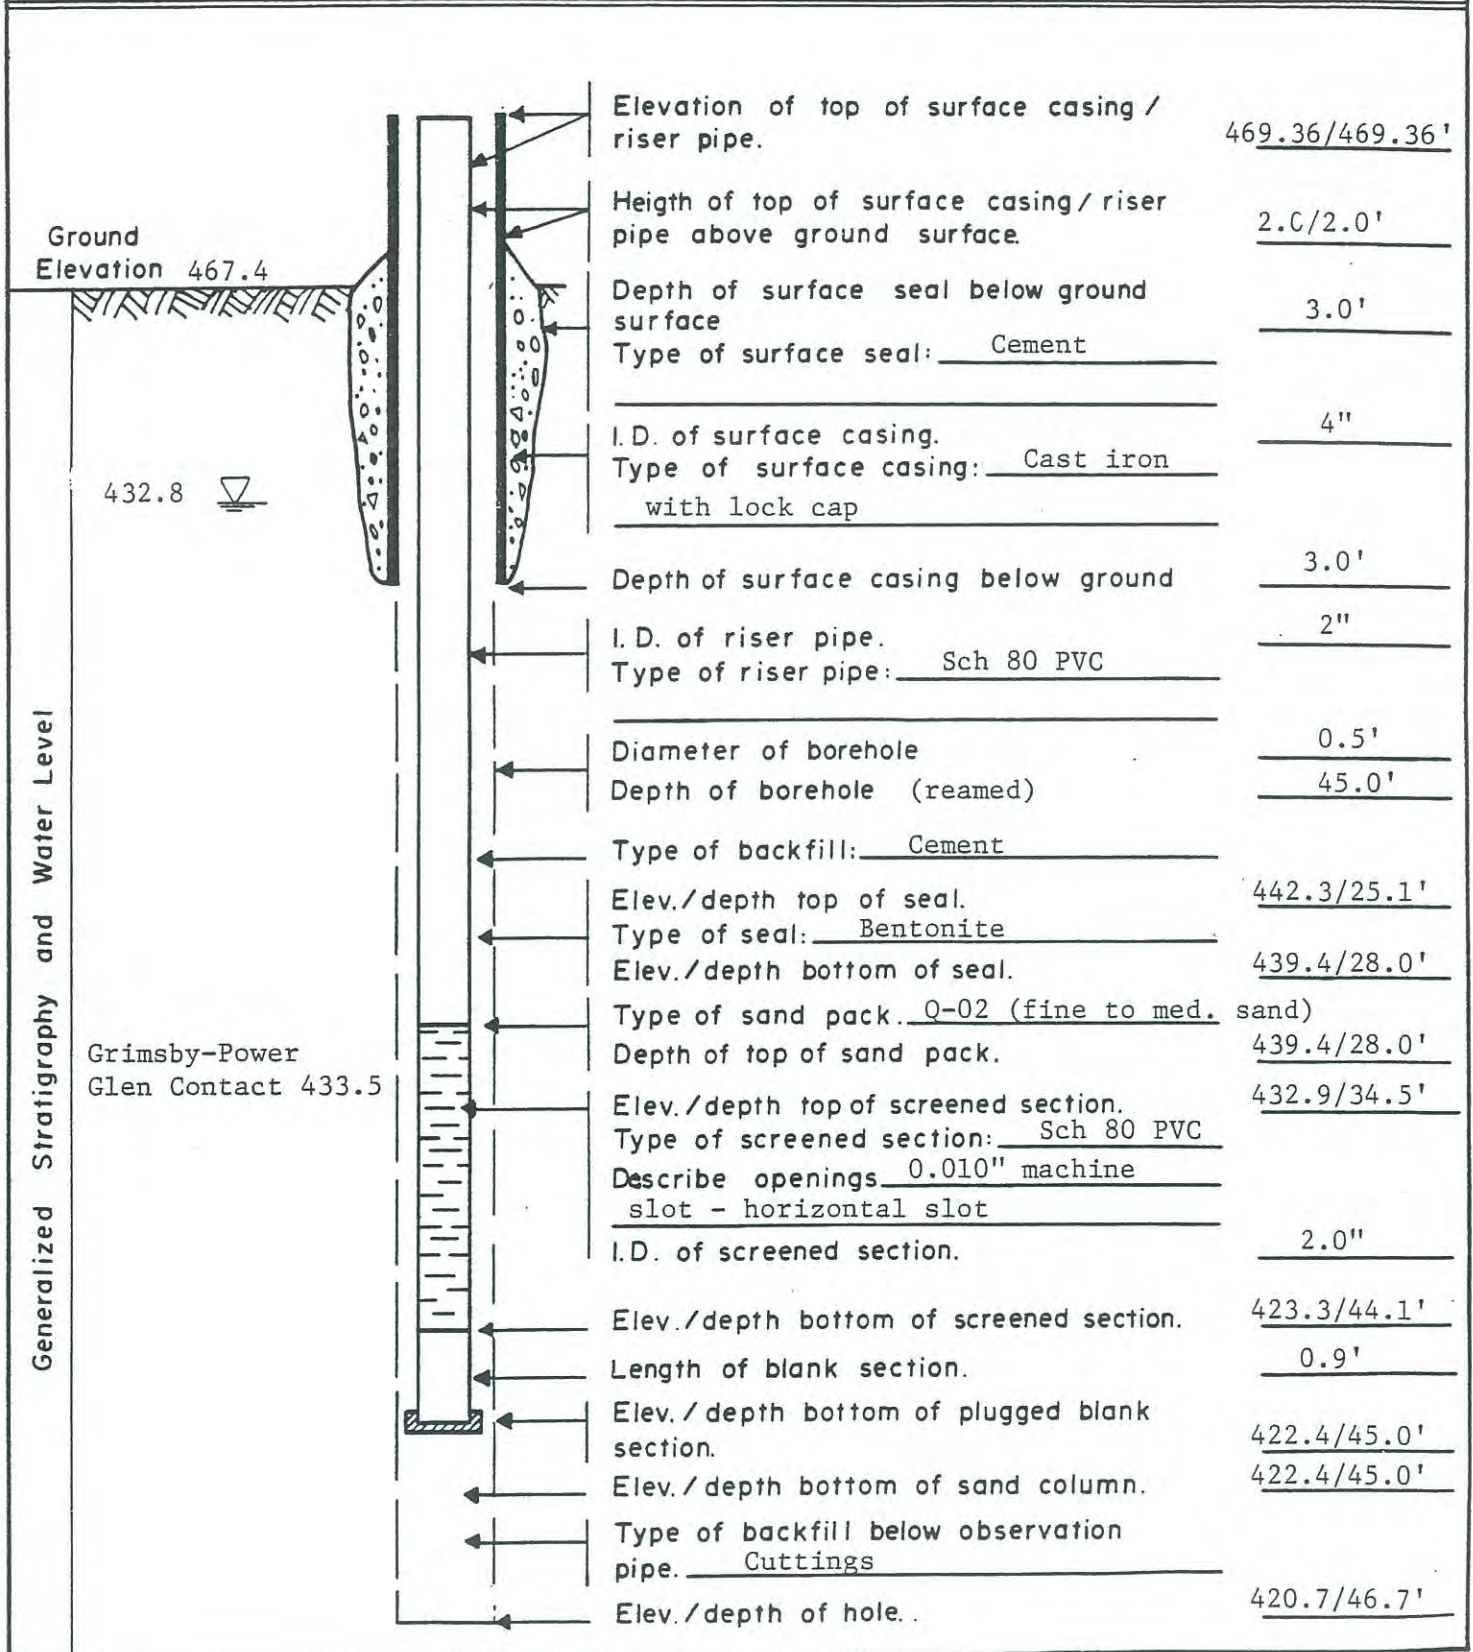 Elevation of top of surface casing /
riser pipe. 469.36/469.36'
Heigth of top of surface casing / riser
pipe above ground surface. 2.C/2.0'
Ground
Elevation 467.4
Depth of surface seal below ground
surface 3.0'
Type of surface seal: Cement
I.D. of surface casing. 4"
Type of surface casing: Cast iron
with lock cap
432.8
Depth of surface casing below ground 3.0'
I.D. of riser pipe. 2"
Type of riser pipe: Sch 80 PVC
Diameter of borehole 0.5'
Depth of borehole (reamed) 45.0'
Type of backfill: Cement
Elev./depth top of seal. 442.3/25.1'
Type of seal: Bentonite
Elev./depth bottom of seal. 439.4/28.0'
Type of sand pack. Q-02 (fine to med. sand)
Depth of top of sand pack. 439.4/28.0'
Grimsby-Power
Glen Contact 433.5
Elev./depth top of screened section. 432.9/34.5'
Type of screened section: Sch 80 PVC
Describe openings 0.010" machine
slot - horizontal slot
I.D. of screened section. 2.0"
Elev./depth bottom of screened section. 423.3/44.1'
Length of blank section. 0.9'
Elev./depth bottom of plugged blank
section. 422.4/45.0'
Elev./depth bottom of sand column. 422.4/45.0'
Type of backfill below observation
pipe. Cuttings
Elev./depth of hole.. 420.7/46.7'
Generalized Stratigraphy and Water Level